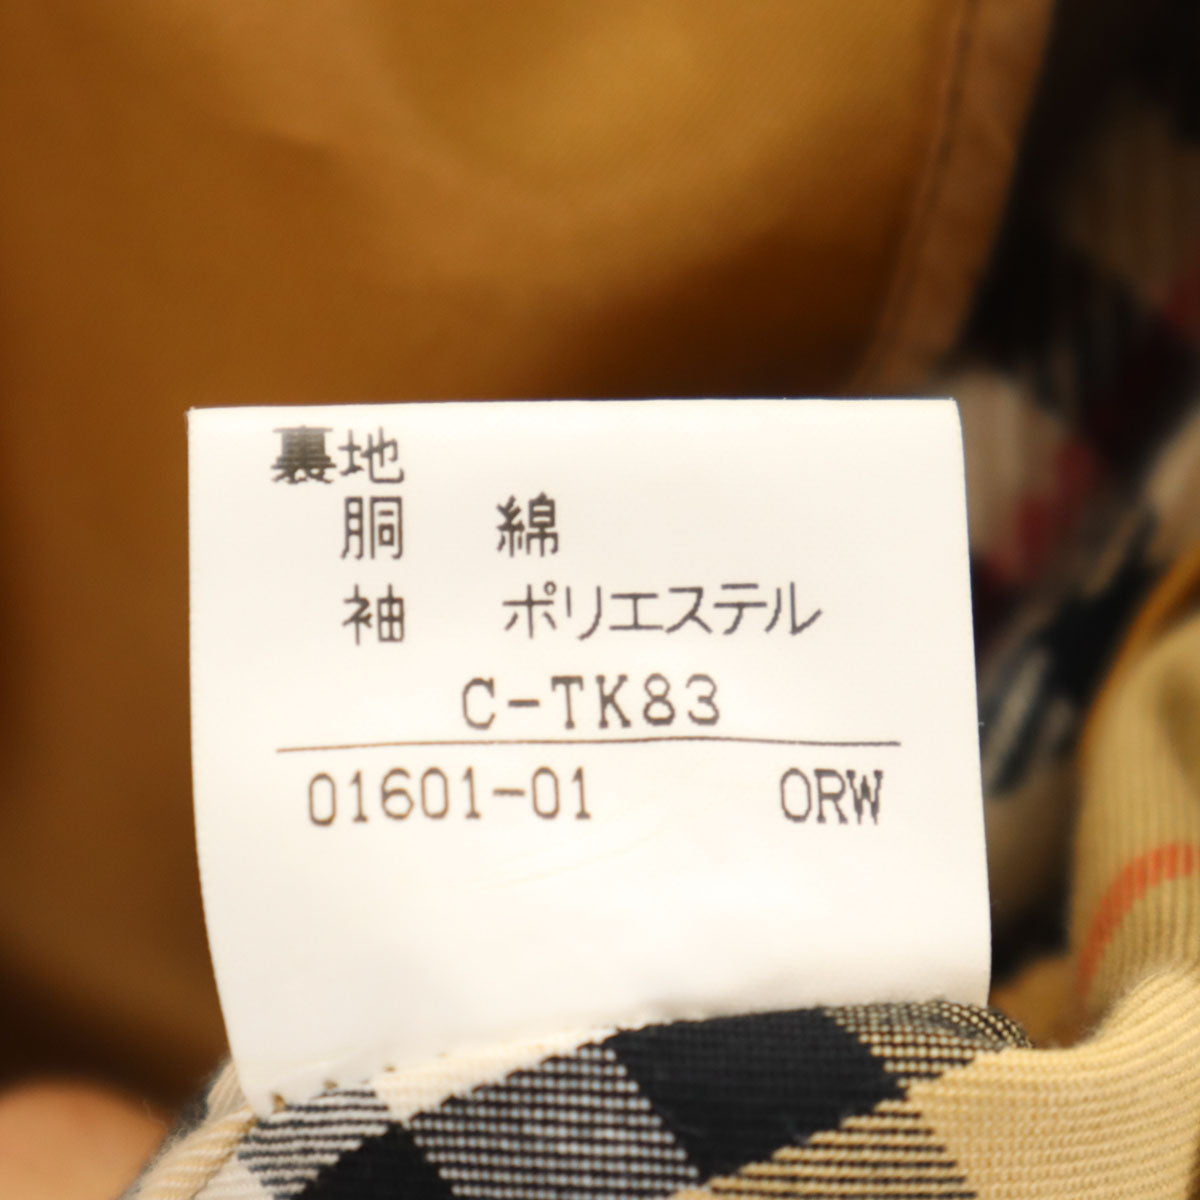 裏地
胴 綿
袖 ポリエステル
C-TK83
01601-01 ORW